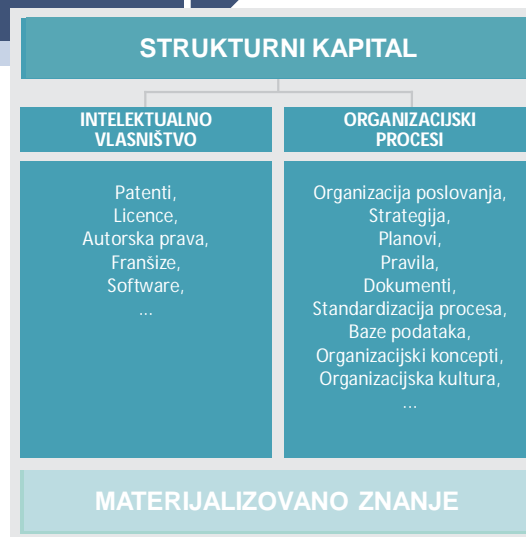 STRUKTURNI KAPITAL
INTELEKTUALNO
VLASNIŠTVO
Patenti,
Licence,
Autorska prava,
Franšize,
Software,
...
ORGANIZACIJSKI
PROCESI
Organizacija poslovanja,
Strategija,
Planovi,
Pravila,
Dokumenti,
Standardizacija procesa,
Baze podataka,
Organizacijski koncepti,
Organizacijska kultura,
...
MATERIJALIZOVANO ZNANJE